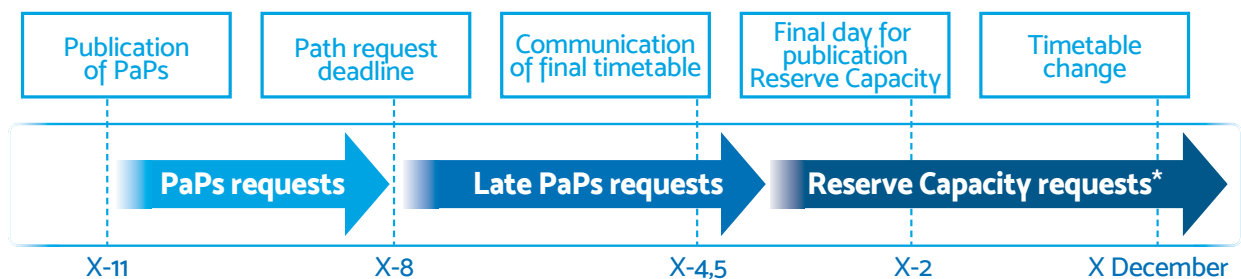 Publication
of PaPs
Path request
deadline
Communication
of final timetable
Final day for
publication
Reserve Capacity
Timetable
change
PaPs requests
Late PaPs requests
Reserve Capacity requests*
X-11
X-8
X-4,5
X-2
X December